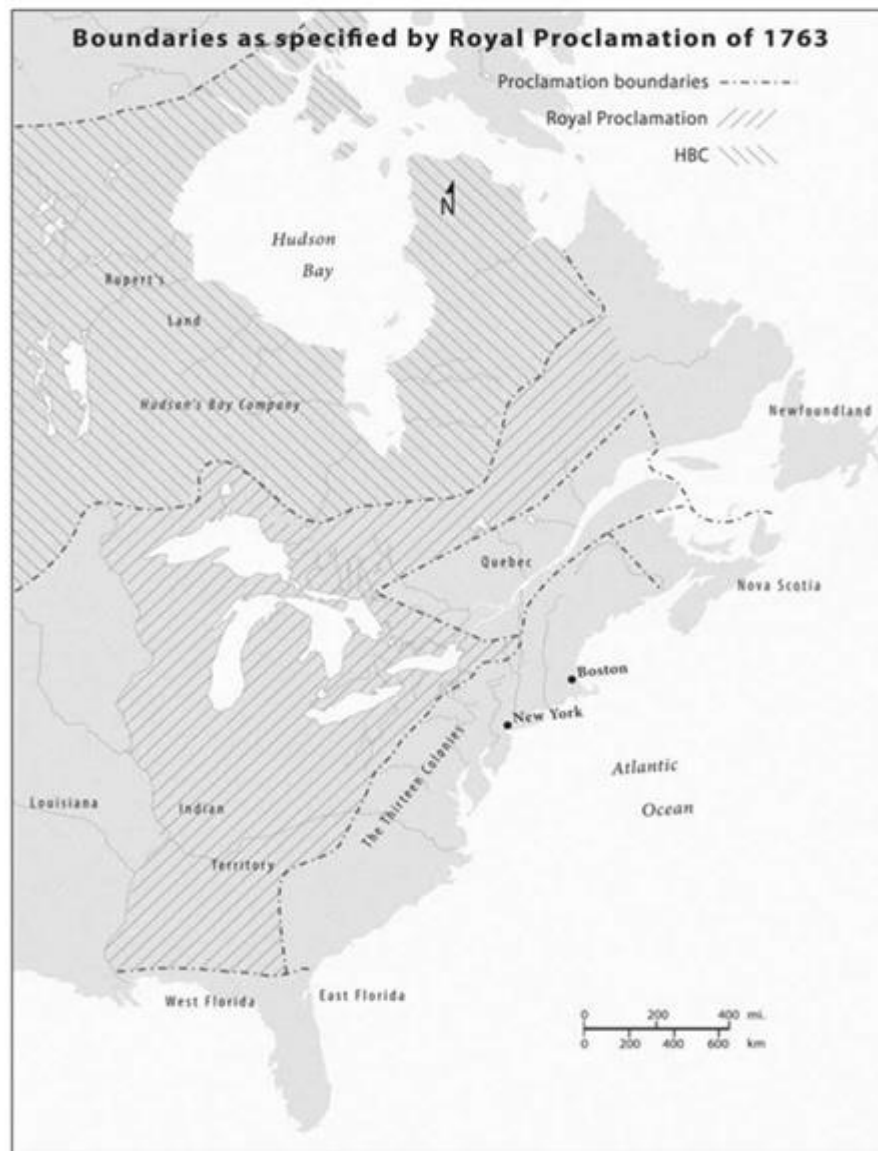 Boundaries as specified by Royal Proclamation of 1763
Proclamation boundaries
Royal Proclamation
HBC
N
Hudson
Bay
Rupert's
Land
Hudson's Bay Company
Newfoundland
Quebec
Nova Scotia
Boston
New York
The Thirteen Colonies
Atlantic
Ocean
Louisiana
Indian
Territory
West Florida
East Florida
0 200 400 mi.
0 200 400 600 km